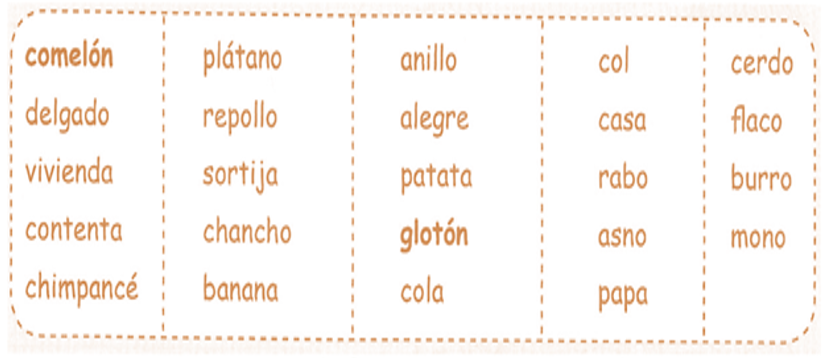 comelón plátano anillo col cerdo
delgado repollo alegre casa flaco
vivienda sortija patata rabo burro
contenta chancho glotón asno mono
chimpancé banana cola papa